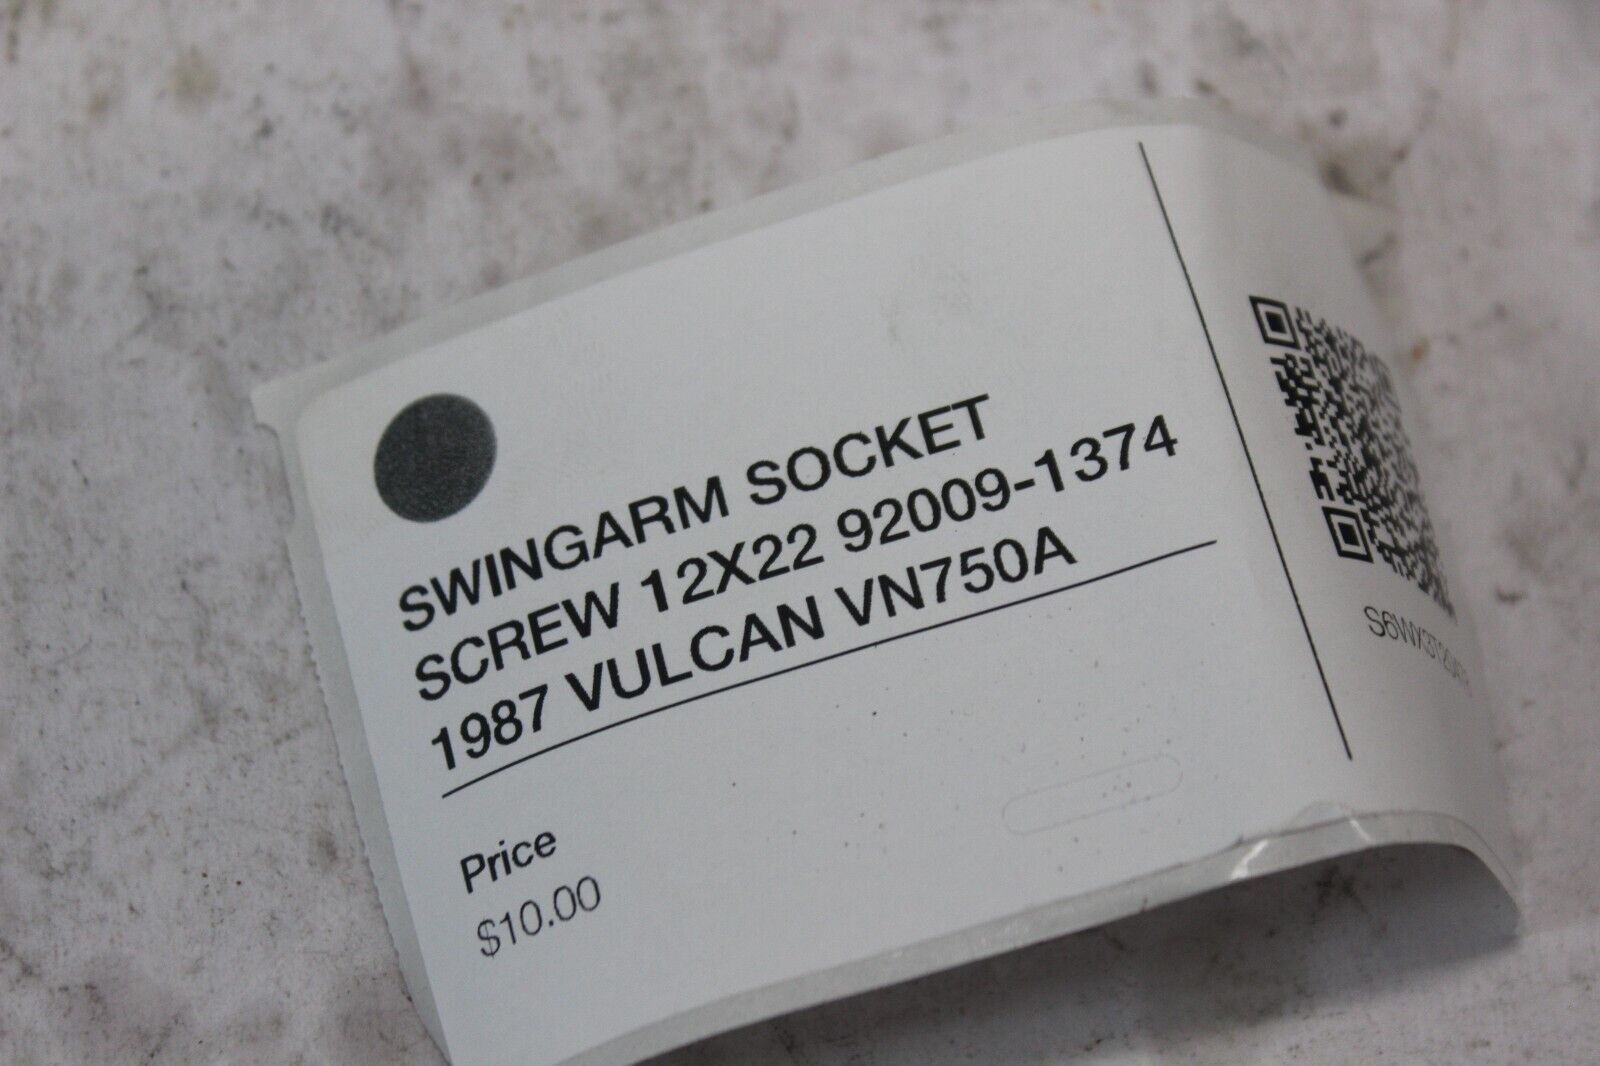 SWINGARM SOCKET
SCREW 12X22 92009-1374
1987 VULCAN VN750A
Price
$10.00